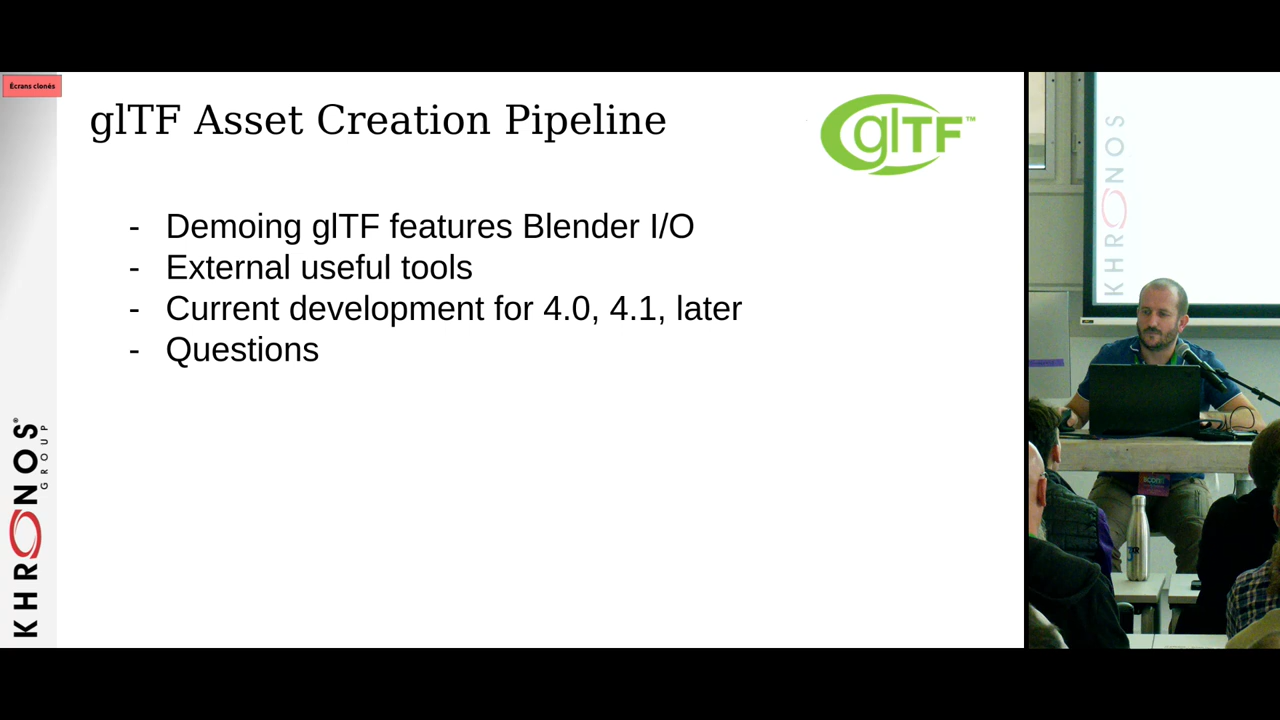 Écrans clonés
glTF Asset Creation Pipeline
glTF™
- Demoing glTF features Blender I/O
- External useful tools
- Current development for 4.0, 4.1, later
- Questions
KHRONOS®
GROUP
KHRONOS